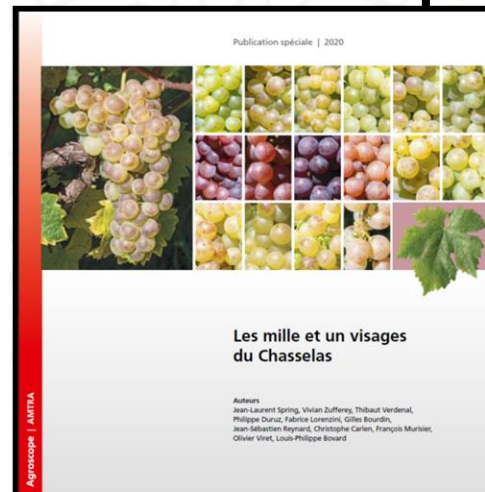 Publication spéciale | 2020
Les mille et un visages
du Chasselas
Auteurs
Jean-Laurent Spring, Vivian Zufferey, Thibaut Verdenal,
Philippe Duruz, Fabrice Lorenzini, Gilles Bourdin,
Jean-Sébastien Reynard, Christophe Carlen, François Murisier,
Olivier Viret, Louis-Philippe Bovard
Agroscope | AMTRA